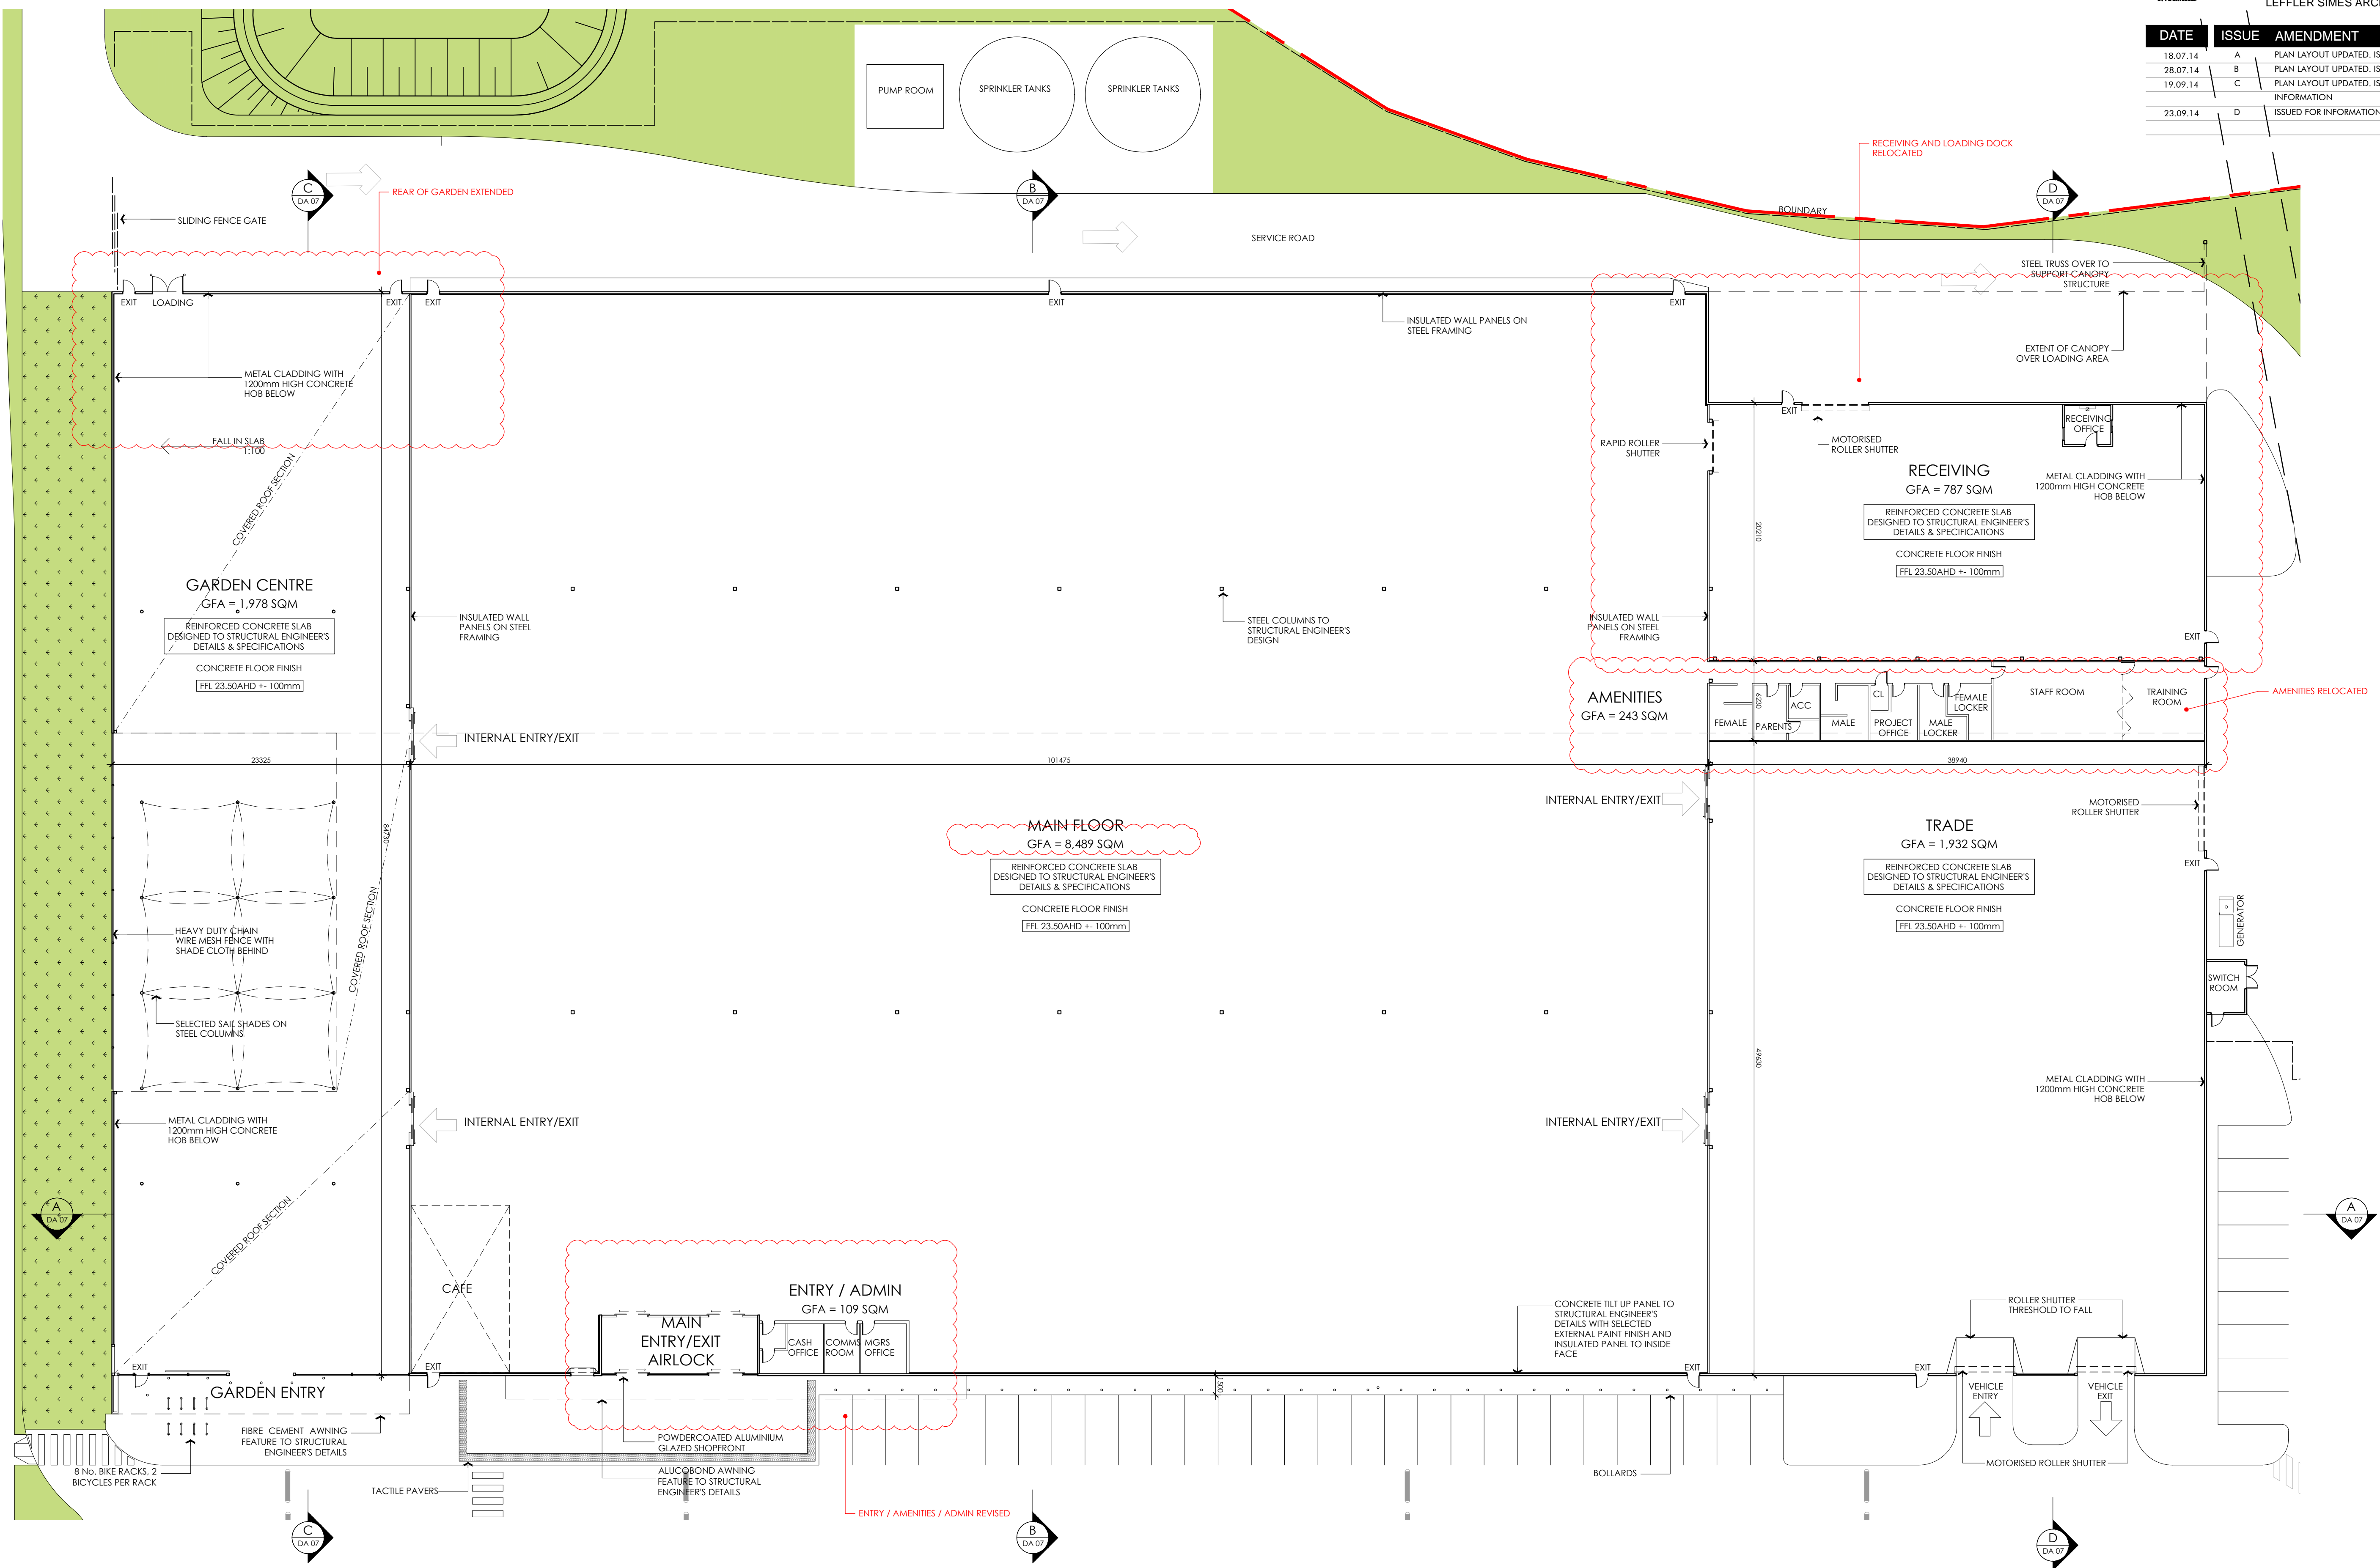 LEFFLER SIMES
DATE ISSUE AMENDMENT
18.07.14 A PLAN LAYOUT UPDATED.
28.07.14 B PLAN LAYOUT UPDATED.
19.09.14 C PLAN LAYOUT UPDATED.
INFORMATION
23.09.14 D ISSUED FOR INFORMATION
PUMP ROOM
SPRINKLER TANKS
SPRINKLER TANKS
RECEIVING AND LOADING DOCK
RELOCATED
C
DA 07
REAR OF GARDEN EXTENDED
B
DA 07
D
DA 07
BOUNDARY
SLIDING FENCE GATE
SERVICE ROAD
STEEL TRUSS OVER TO
SUPPORT CANOPY
STRUCTURE
EXIT
LOADING
EXIT
EXIT
EXIT
EXIT
INSULATED WALL PANELS ON
STEEL FRAMING
EXTENT OF CANOPY
OVER LOADING AREA
METAL CLADDING WITH
1200mm HIGH CONCRETE
HOB BELOW
EXIT
RECEIVING
OFFICE
FALL IN SLAB
1:100
RAPID ROLLER
SHUTTER
MOTORISED
ROLLER SHUTTER
COVERED ROOF SECTION
RECEIVING
GFA = 787 SQM
REINFORCED CONCRETE SLAB
DESIGNED TO STRUCTURAL ENGINEER'S
DETAILS & SPECIFICATIONS
CONCRETE FLOOR FINISH
FFL 23.50AHD +- 100mm
METAL CLADDING WITH
1200mm HIGH CONCRETE
HOB BELOW
20210
GARDEN CENTRE
GFA = 1,978 SQM
REINFORCED CONCRETE SLAB
DESIGNED TO STRUCTURAL ENGINEER'S
DETAILS & SPECIFICATIONS
CONCRETE FLOOR FINISH
FFL 23.50AHD +- 100mm
INSULATED WALL
PANELS ON STEEL
FRAMING
STEEL COLUMNS TO
STRUCTURAL ENGINEER'S
DESIGN
INSULATED WALL
PANELS ON STEEL
FRAMING
EXIT
AMENITIES
GFA = 243 SQM
6230
FEMALE
PARENTS
ACC
MALE
CL
PROJECT
OFFICE
MALE
LOCKER
FEMALE
LOCKER
STAFF ROOM
TRAINING
ROOM
AMENITIES RELOCATED
INTERNAL ENTRY/EXIT
23325
101475
38940
INTERNAL ENTRY/EXIT
MOTORISED
ROLLER SHUTTER
84730
MAIN FLOOR
GFA = 8,489 SQM
REINFORCED CONCRETE SLAB
DESIGNED TO STRUCTURAL ENGINEER'S
DETAILS & SPECIFICATIONS
CONCRETE FLOOR FINISH
FFL 23.50AHD +- 100mm
TRADE
GFA = 1,932 SQM
REINFORCED CONCRETE SLAB
DESIGNED TO STRUCTURAL ENGINEER'S
DETAILS & SPECIFICATIONS
CONCRETE FLOOR FINISH
FFL 23.50AHD +- 100mm
EXIT
GENERATOR
HEAVY DUTY CHAIN
WIRE MESH FENCE WITH
SHADE CLOTH BEHIND
COVERED ROOF SECTION
SWITCH
ROOM
SELECTED SAIL SHADES ON
STEEL COLUMNS
49630
METAL CLADDING WITH
1200mm HIGH CONCRETE
HOB BELOW
METAL CLADDING WITH
1200mm HIGH CONCRETE
HOB BELOW
INTERNAL ENTRY/EXIT
INTERNAL ENTRY/EXIT
A
DA 07
A
DA 07
COVERED ROOF SECTION
CAFE
ENTRY / ADMIN
GFA = 109 SQM
MAIN
ENTRY/EXIT
AIRLOCK
CASH
OFFICE
COMMS
ROOM
MGRS
OFFICE
CONCRETE TILT UP PANEL TO
STRUCTURAL ENGINEER'S
DETAILS WITH SELECTED
EXTERNAL PAINT FINISH AND
INSULATED PANEL TO INSIDE
FACE
ROLLER SHUTTER
THRESHOLD TO FALL
EXIT
EXIT
EXIT
EXIT
GARDEN ENTRY
1500
VEHICLE
ENTRY
VEHICLE
EXIT
FIBRE CEMENT AWNING
FEATURE TO STRUCTURAL
ENGINEER'S DETAILS
POWDERCOATED ALUMINIUM
GLAZED SHOPFRONT
8 No. BIKE RACKS, 2
BICYCLES PER RACK
TACTILE PAVERS
ALUCOBOND AWNING
FEATURE TO STRUCTURAL
ENGINEER'S DETAILS
BOLLARDS
MOTORISED ROLLER SHUTTER
ENTRY / AMENITIES / ADMIN REVISED
C
DA 07
B
DA 07
D
DA 07